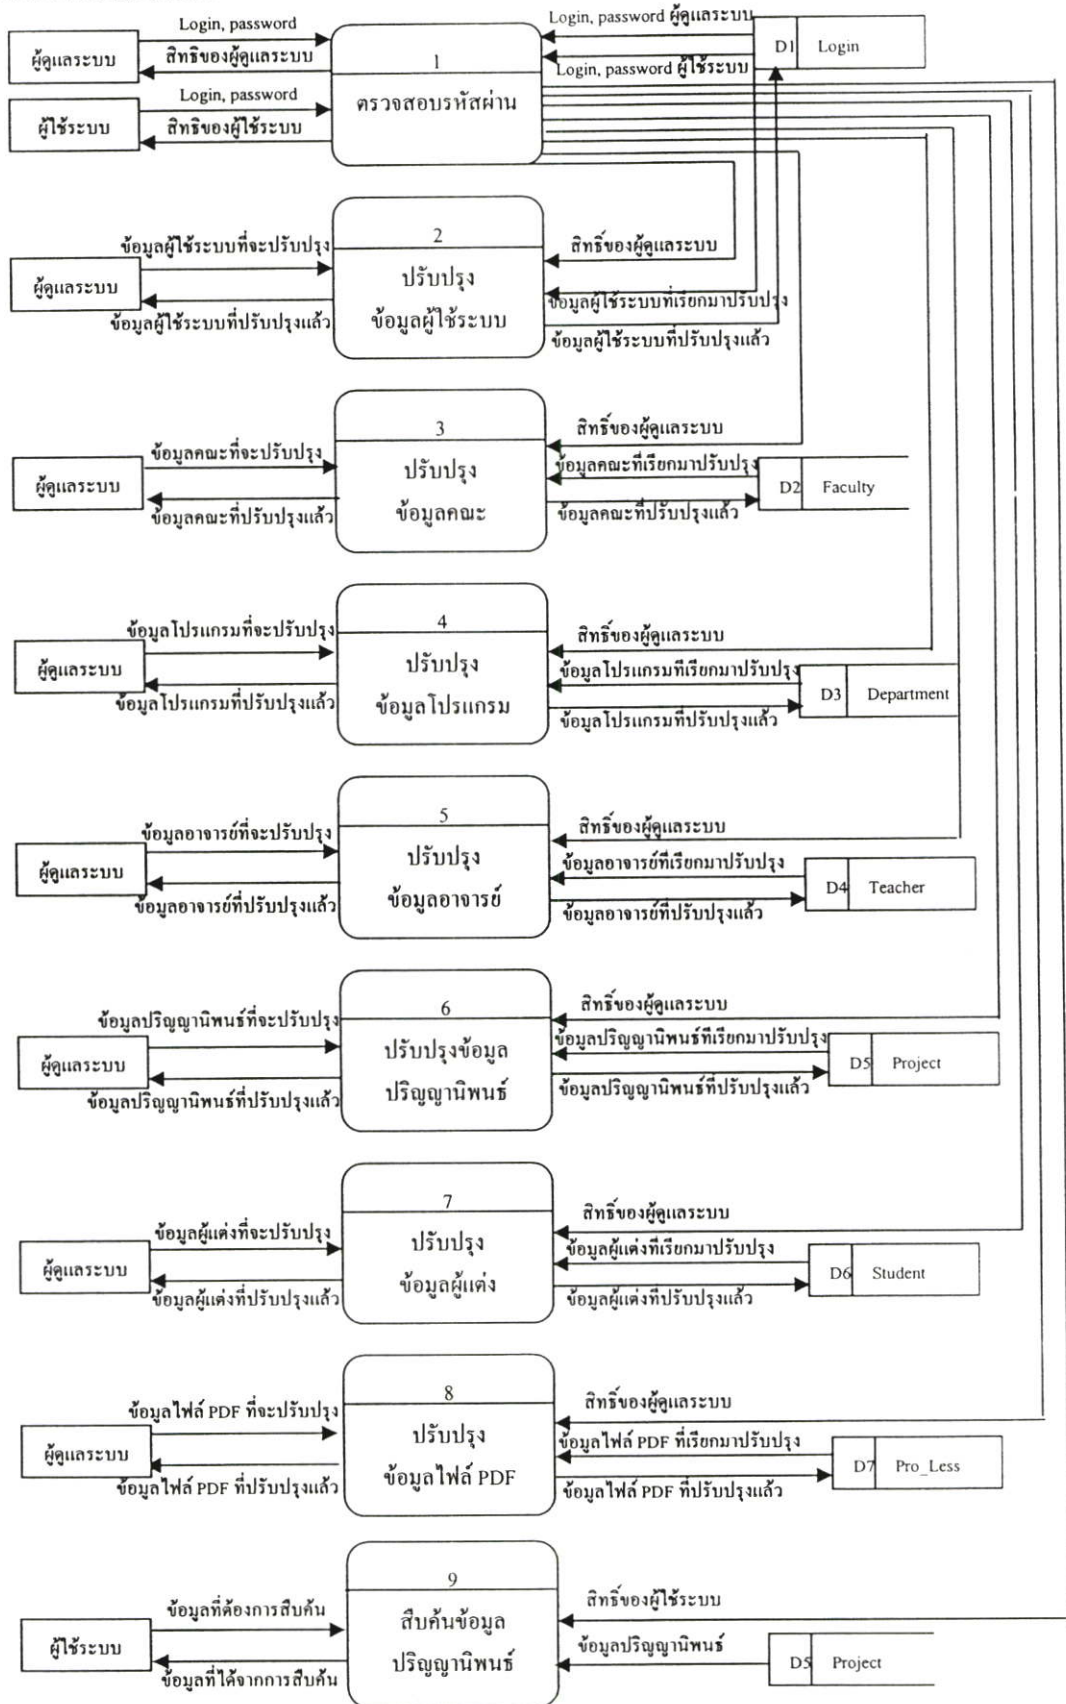 Login, password
Login, password ผู้ดูแลระบบ
ผู้ดูแลระบบ
สิทธิของผู้ดูแลระบบ
1
D1 Login
Login, password ผู้ใช้ระบบ
Login, password
ตรวจสอบรหัสผ่าน
ผู้ใช้ระบบ
สิทธิของผู้ใช้ระบบ
ข้อมูลผู้ใช้ระบบที่จะปรับปรุง
2
สิทธิ์ของผู้ดูแลระบบ
ผู้ดูแลระบบ
ปรับปรุง
ข้อมูลผู้ใช้ระบบ
ข้อมูลผู้ใช้ระบบที่เรียกมาปรับปรุง
ข้อมูลผู้ใช้ระบบที่ปรับปรุงแล้ว
ข้อมูลผู้ใช้ระบบที่ปรับปรุงแล้ว
3
สิทธิ์ของผู้ดูแลระบบ
ข้อมูลคณะที่จะปรับปรุง
ปรับปรุง
ข้อมูลคณะที่เรียกมาปรับปรุง
ผู้ดูแลระบบ
D2 Faculty
ข้อมูลคณะที่ปรับปรุงแล้ว
ข้อมูลคณะ
ข้อมูลคณะที่ปรับปรุงแล้ว
ข้อมูลโปรแกรมที่จะปรับปรุง
4
สิทธิ์ของผู้ดูแลระบบ
ผู้ดูแลระบบ
ปรับปรุง
ข้อมูลโปรแกรมที่เรียกมาปรับปรุง
D3 Department
ข้อมูลโปรแกรมที่ปรับปรุงแล้ว
ข้อมูลโปรแกรม
ข้อมูลโปรแกรมที่ปรับปรุงแล้ว
5
ข้อมูลอาจารย์ที่จะปรับปรุง
สิทธิ์ของผู้ดูแลระบบ
ผู้ดูแลระบบ
ปรับปรุง
ข้อมูลอาจารย์ที่เรียกมาปรับปรุง
D4 Teacher
ข้อมูลอาจารย์ที่ปรับปรุงแล้ว
ข้อมูลอาจารย์
ข้อมูลอาจารย์ที่ปรับปรุงแล้ว
ข้อมูลปริญญานิพนธ์ที่จะปรับปรุง
6
สิทธิ์ของผู้ดูแลระบบ
ผู้ดูแลระบบ
ปรับปรุงข้อมูล
ปริญญานิพนธ์
ข้อมูลปริญญานิพนธ์ที่เรียกมาปรับปรุง
D5 Project
ข้อมูลปริญญานิพนธ์ที่ปรับปรุงแล้ว
ข้อมูลปริญญานิพนธ์ที่ปรับปรุงแล้ว
7
สิทธิ์ของผู้ดูแลระบบ
ข้อมูลผู้แต่งที่จะปรับปรุง
ปรับปรุง
ข้อมูลผู้แต่งที่เรียกมาปรับปรุง
ผู้ดูแลระบบ
D6 Student
ข้อมูลผู้แต่งที่ปรับปรุงแล้ว
ข้อมูลผู้แต่ง
ข้อมูลผู้แต่งที่ปรับปรุงแล้ว
8
ข้อมูลไฟล์ PDF ที่จะปรับปรุง
สิทธิ์ของผู้ดูแลระบบ
ผู้ดูแลระบบ
ปรับปรุง
ข้อมูลไฟล์ PDF ที่เรียกมาปรับปรุง
D7 Pro_Less
ข้อมูลไฟล์ PDF ที่ปรับปรุงแล้ว
ข้อมูลไฟล์ PDF
ข้อมูลไฟล์ PDF ที่ปรับปรุงแล้ว
9
ข้อมูลที่ต้องการสืบค้น
สิทธิ์ของผู้ใช้ระบบ
ผู้ใช้ระบบ
สืบค้นข้อมูล
ปริญญานิพนธ์
ข้อมูลปริญญานิพนธ์
D5 Project
ข้อมูลที่ได้จากการสืบค้น